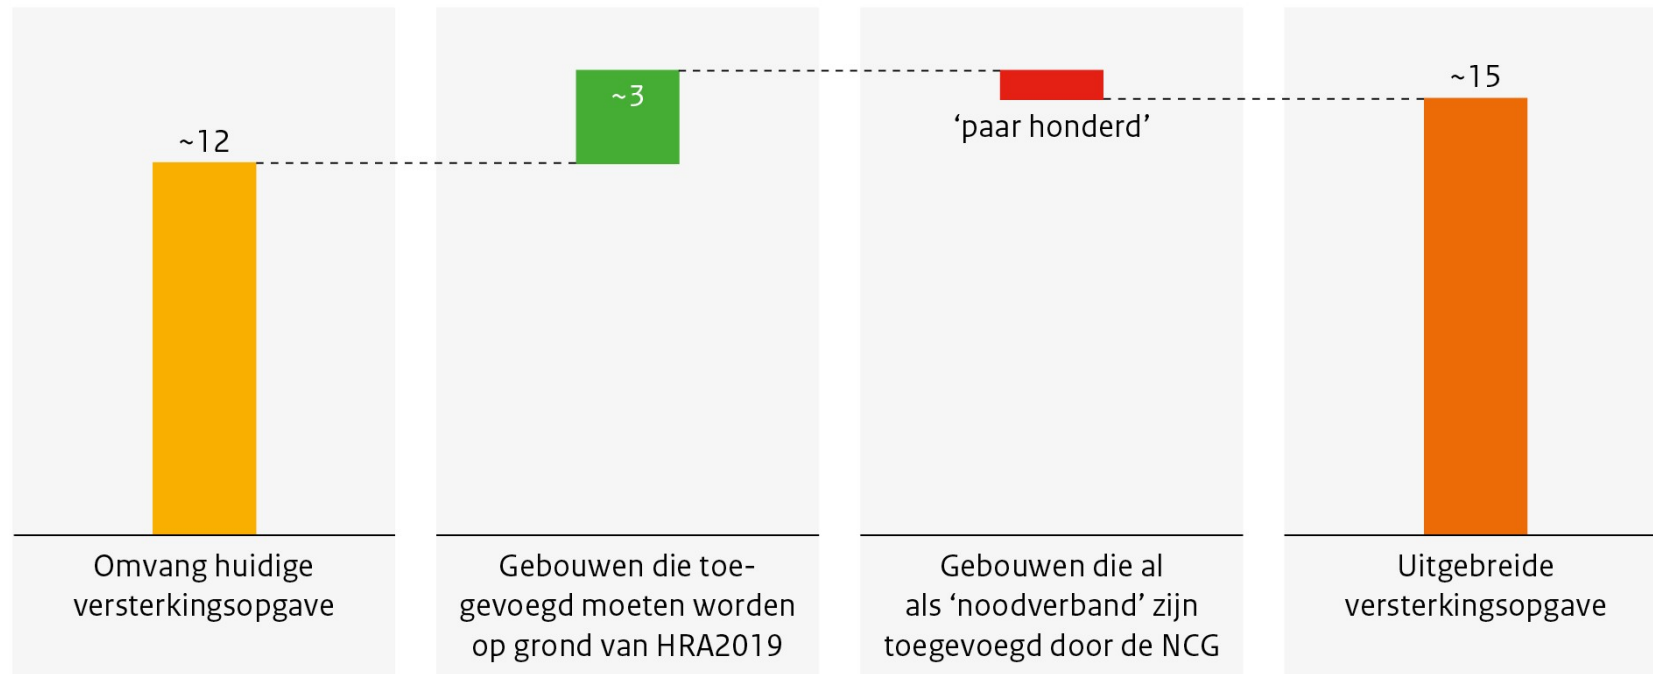 ~12
~3
‘paar honderd’
~15
Omvang huidige
versterkingsopgave
Gebouwen die toe-
gevoegd moeten worden
op grond van HRA2019
Gebouwen die al
als ‘noodverband’ zijn
toegevoegd door de NCG
Uitgebreide
versterkingsopgave